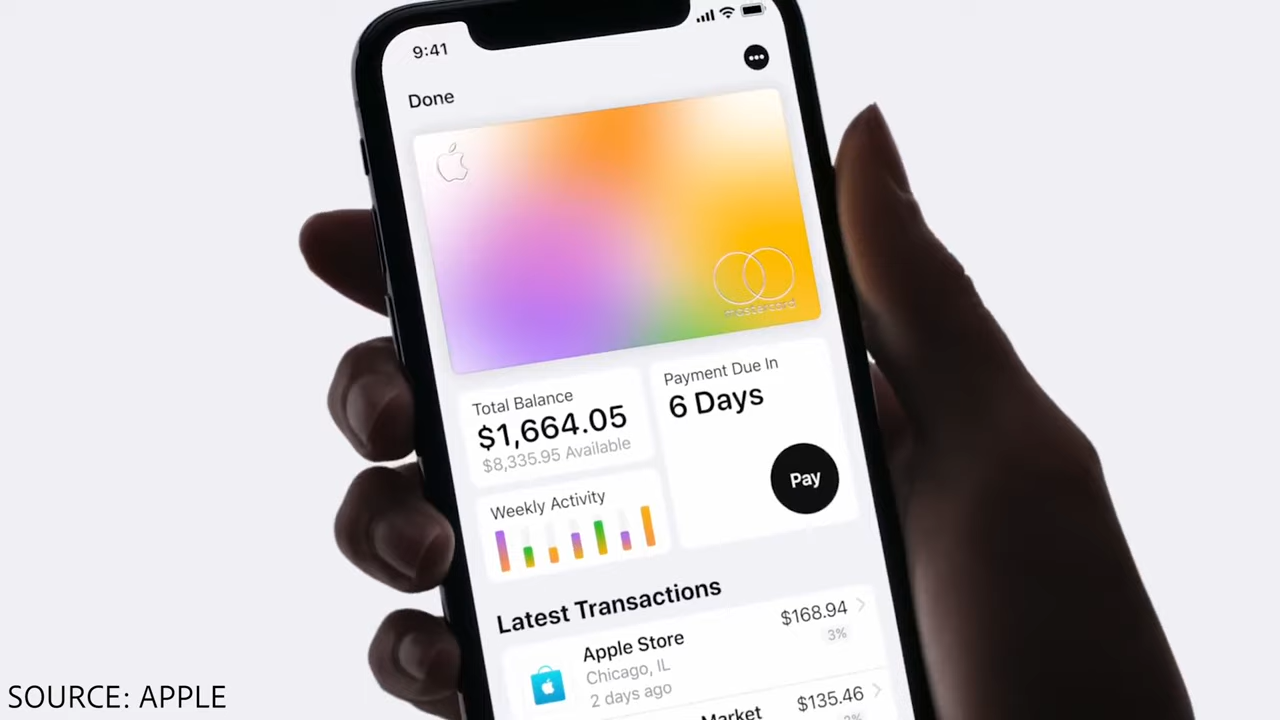 9:41
Done
mastercard
Total Balance
$1,664.05
$8,335.95 Available
Payment Due In
6 Days
Pay
Weekly Activity
Latest Transactions
Apple Store
$168.94
Chicago, IL
3%
2 days ago
Market
$135.46
SOURCE: APPLE